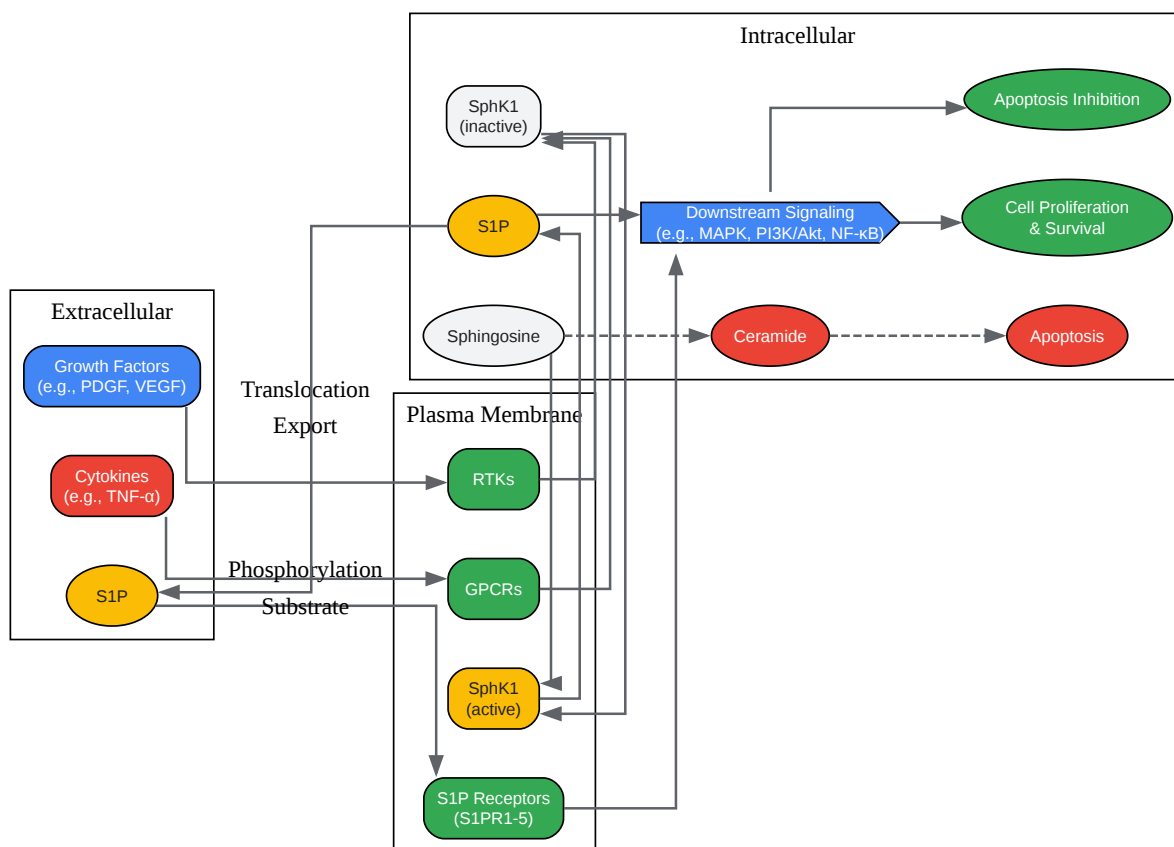 Intracellular
SphK1
(inactive)
Apoptosis Inhibition
S1P
Downstream Signaling
(e.g., MAPK, PI3K/Akt, NF-κB)
Cell Proliferation
& Survival
Sphingosine
Ceramide
Apoptosis
Extracellular
Growth Factors
(e.g., PDGF, VEGF)
Cytokines
(e.g., TNF-α)
S1P
Translocation
Export
Phosphorylation
Substrate
Plasma Membrane
RTKs
GPCRs
SphK1
(active)
S1P Receptors
(S1PR1-5)